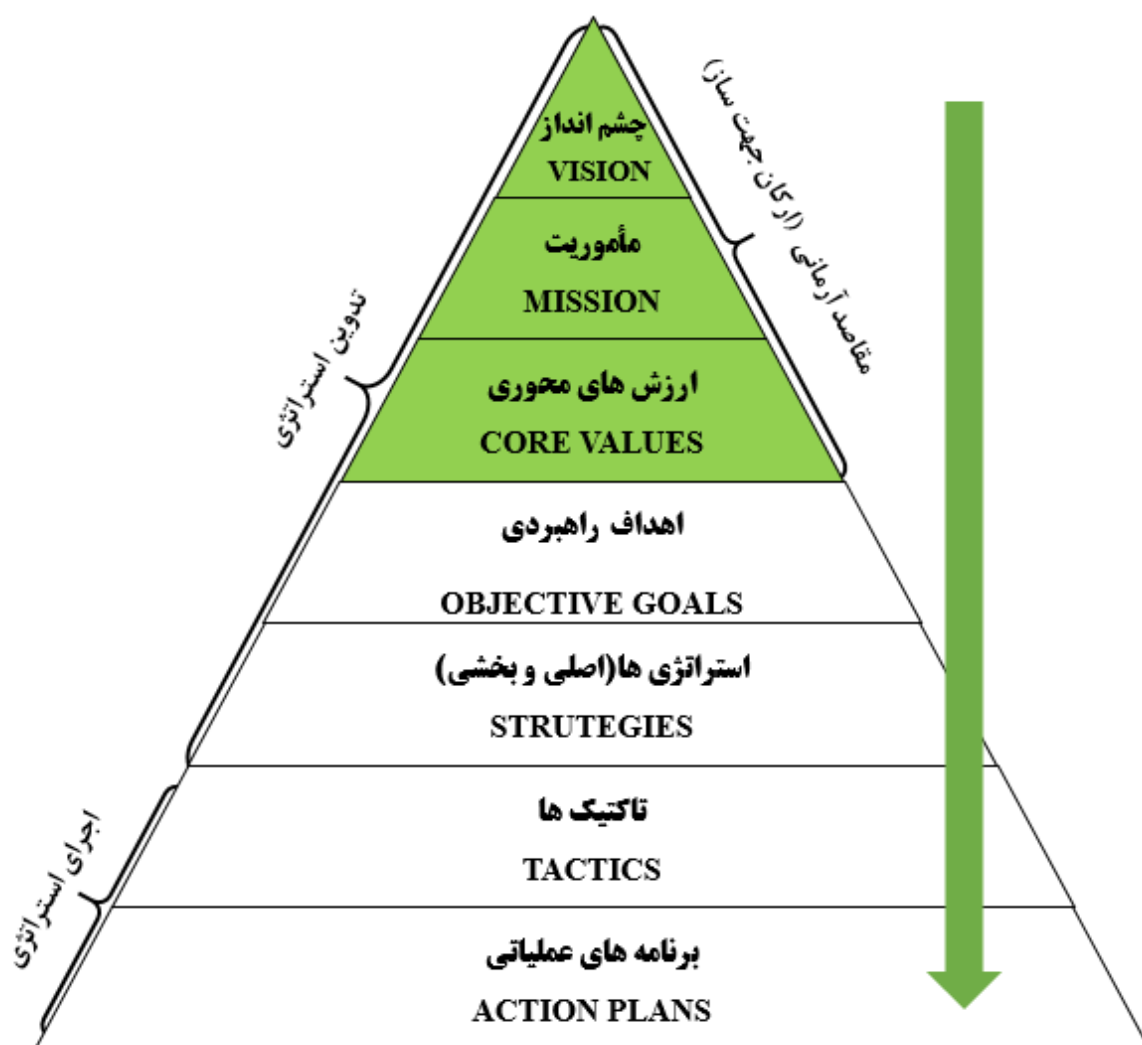 چشم انداز
VISION
مأموریت
MISSION
ارزش های محوری
CORE VALUES
اهداف راهبردی
OBJECTIVE GOALS
استراتژی ها(اصلی و بخشی)
STRUTEGIES
تاکتیک ها
TACTICS
برنامه های عملیاتی
ACTION PLANS
مقاصد آرمانی (ارکان جهت ساز)
تدوین استراتژی
اجرای استراتژی